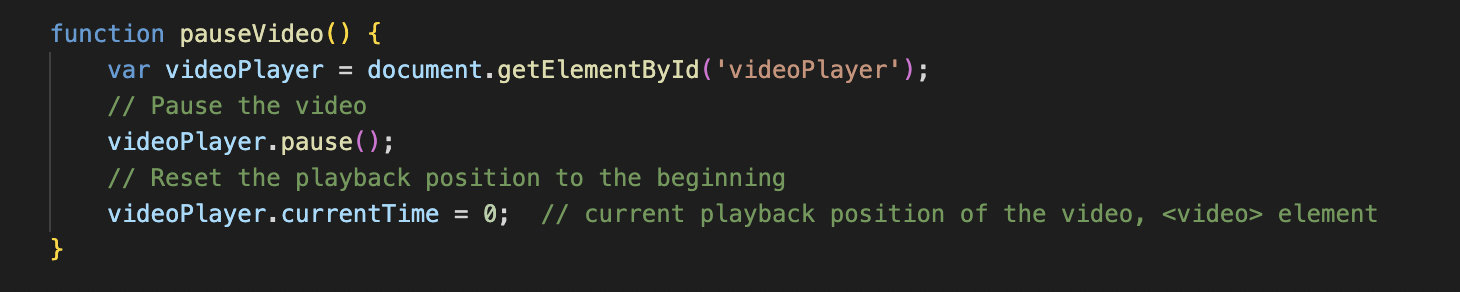 function pauseVideo() {
    var videoPlayer = document.getElementById('videoPlayer');
    // Pause the video
    videoPlayer.pause();
    // Reset the playback position to the beginning
    videoPlayer.currentTime = 0;  // current playback position of the video, <video> element
}